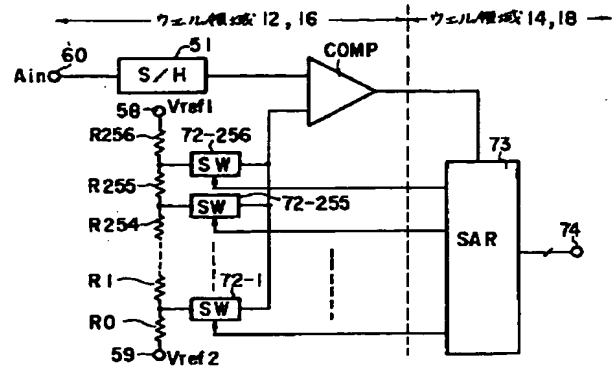 ウェル領域 12, 16
ウェル領域 14, 18
60
51
COMP
Ain
S/H
58
Vref1
R256
72-256
SW
73
R255
SW
72-255
R254
SAR
74
R1
72-1
SW
R0
59
Vref2